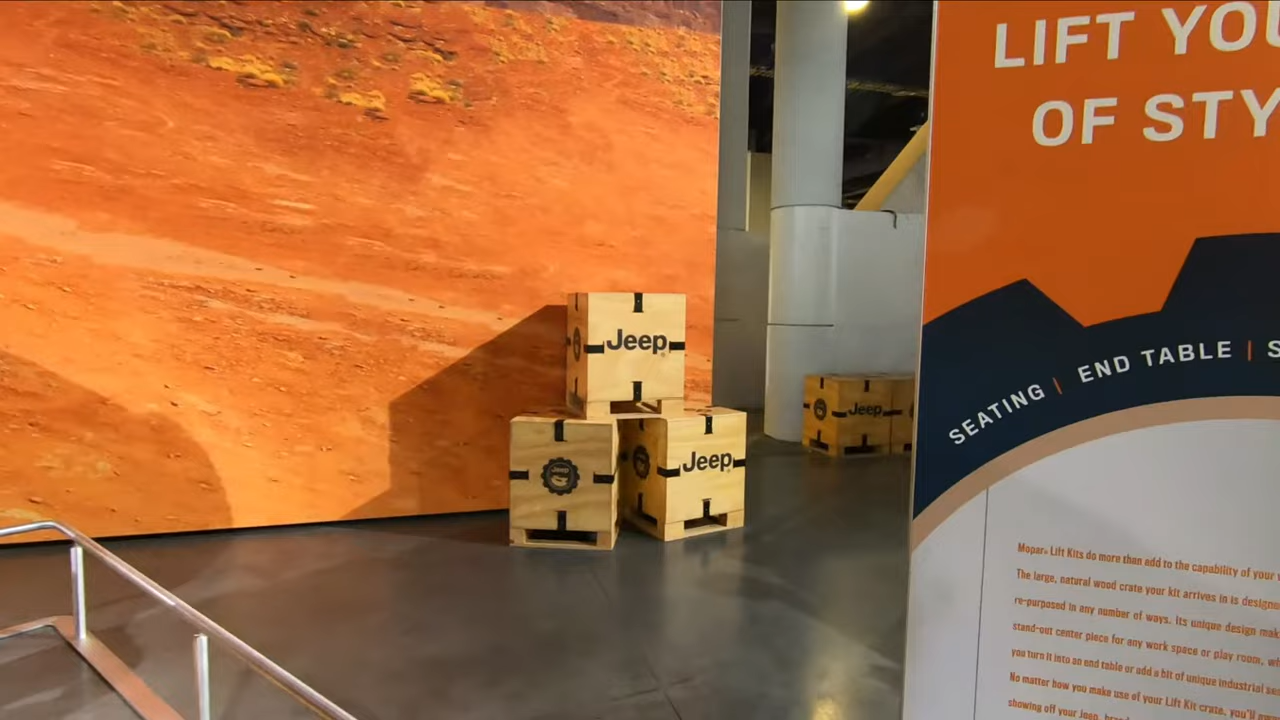 LIFT YOU
OF STY
SEATING | END TABLE | S
Mopar® Lift Kits do more than add to the capability of your
The large, natural wood crate your kit arrives in is designe
re-purposed in any number of ways. Its unique design mak
stand-out center piece for any work space or play room, wh
you turn it into an end table or add a bit of unique industrial se
No matter how you make use of your Lift Kit crate, you'll
showing off your Jeep
Jeep
Jeep
Jeep